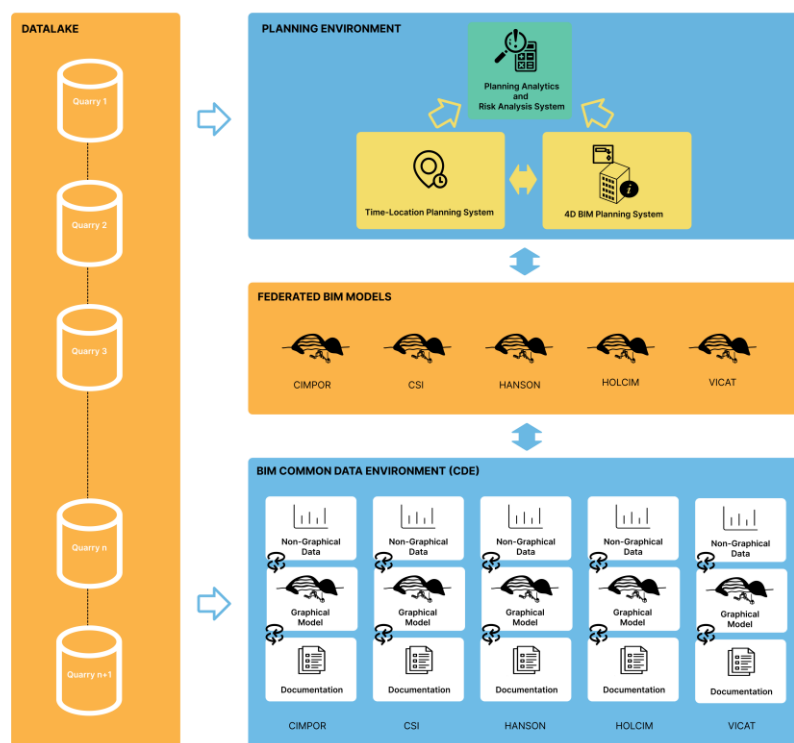 DATALAKE
Quarry 1
Quarry 2
Quarry 3
Quarry n
Quarry n+1
PLANNING ENVIRONMENT
Planning Analytics
and
Risk Analysis System
Time-Location Planning System
4D BIM Planning System
FEDERATED BIM MODELS
CIMPOR CSI HANSON HOLCIM VICAT
BIM COMMON DATA ENVIRONMENT (CDE)
Non-Graphical Non-Graphical Non-Graphical Non-Graphical Non-Graphical
Data Data Data Data Data
Graphical Graphical Graphical Graphical Graphical
Model Model Model Model Model
Documentation Documentation Documentation Documentation Documentation
CIMPOR CSI HANSON HOLCIM VICAT